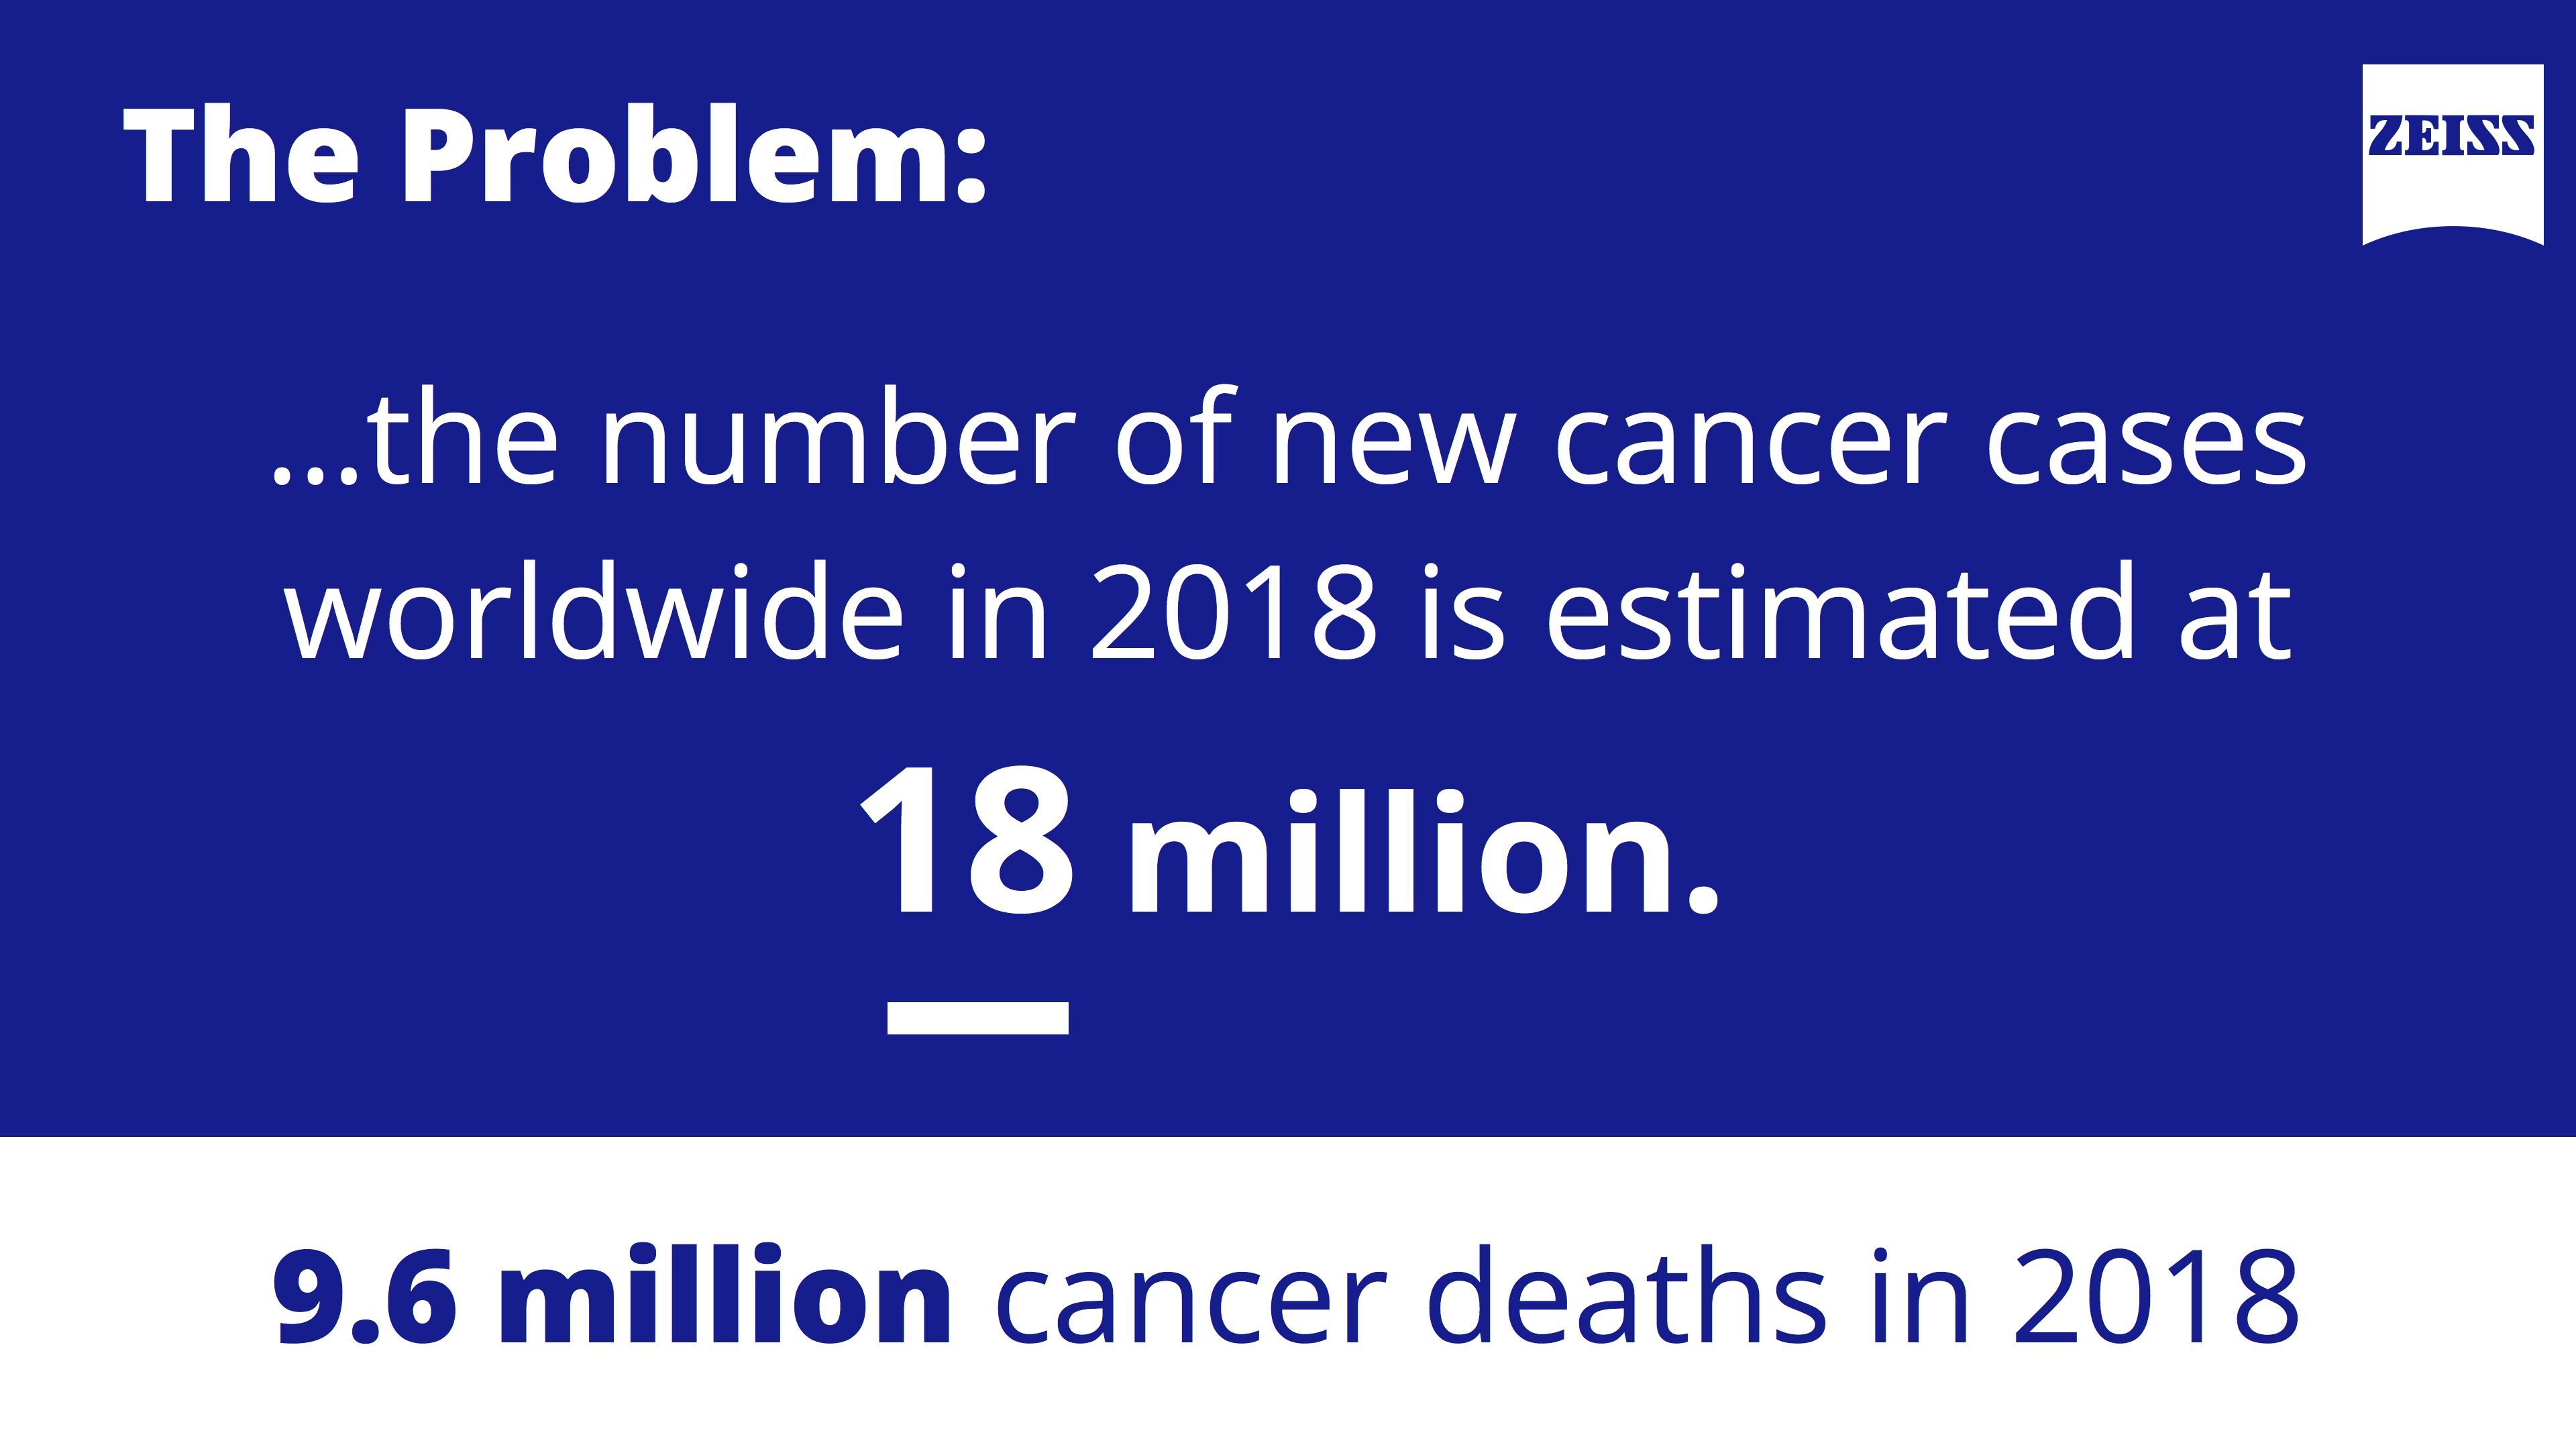 The Problem:
ZEISS
...the number of new cancer cases
worldwide in 2018 is estimated at
18 million.
9.6 million cancer deaths in 2018